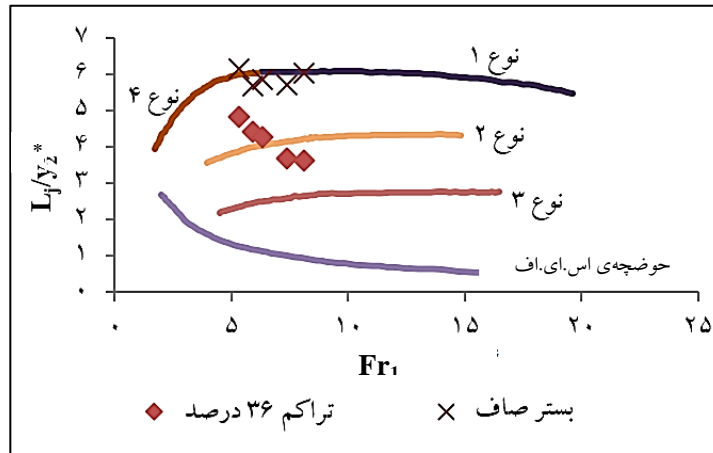 ۷
۶
۵
۴
۳
۲
۱
۰
L_j/y_2*
نوع ۱
نوع ۴
نوع ۲
نوع ۳
حوضچه‌ی اس.ای.اف
۰ ۵ ۱۰ ۱۵ ۲۰ ۲۵
Fr₁
تراکم ۳۶ درصد
بستر صاف